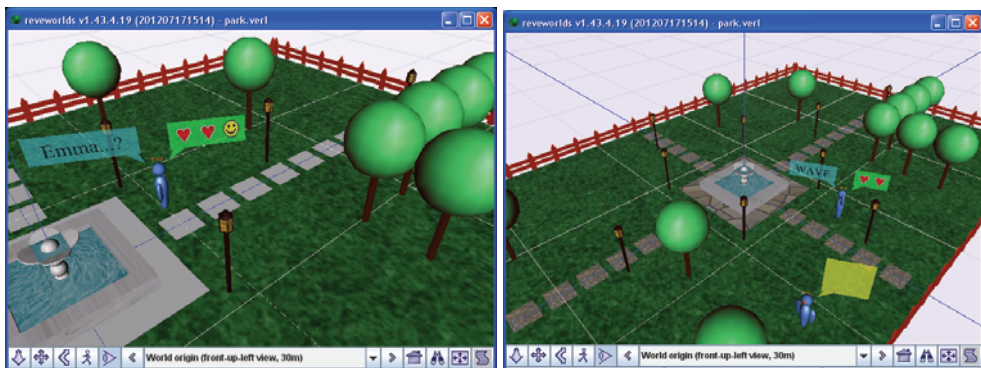 reveworlds v1.43.4.19 (201207171514) - park.verl
Emma...?
World origin (front-up-left view, 30m)
reveworlds v1.43.4.19 (201207171514) - park.verl
WAVE
World origin (front-up-left view, 30m)